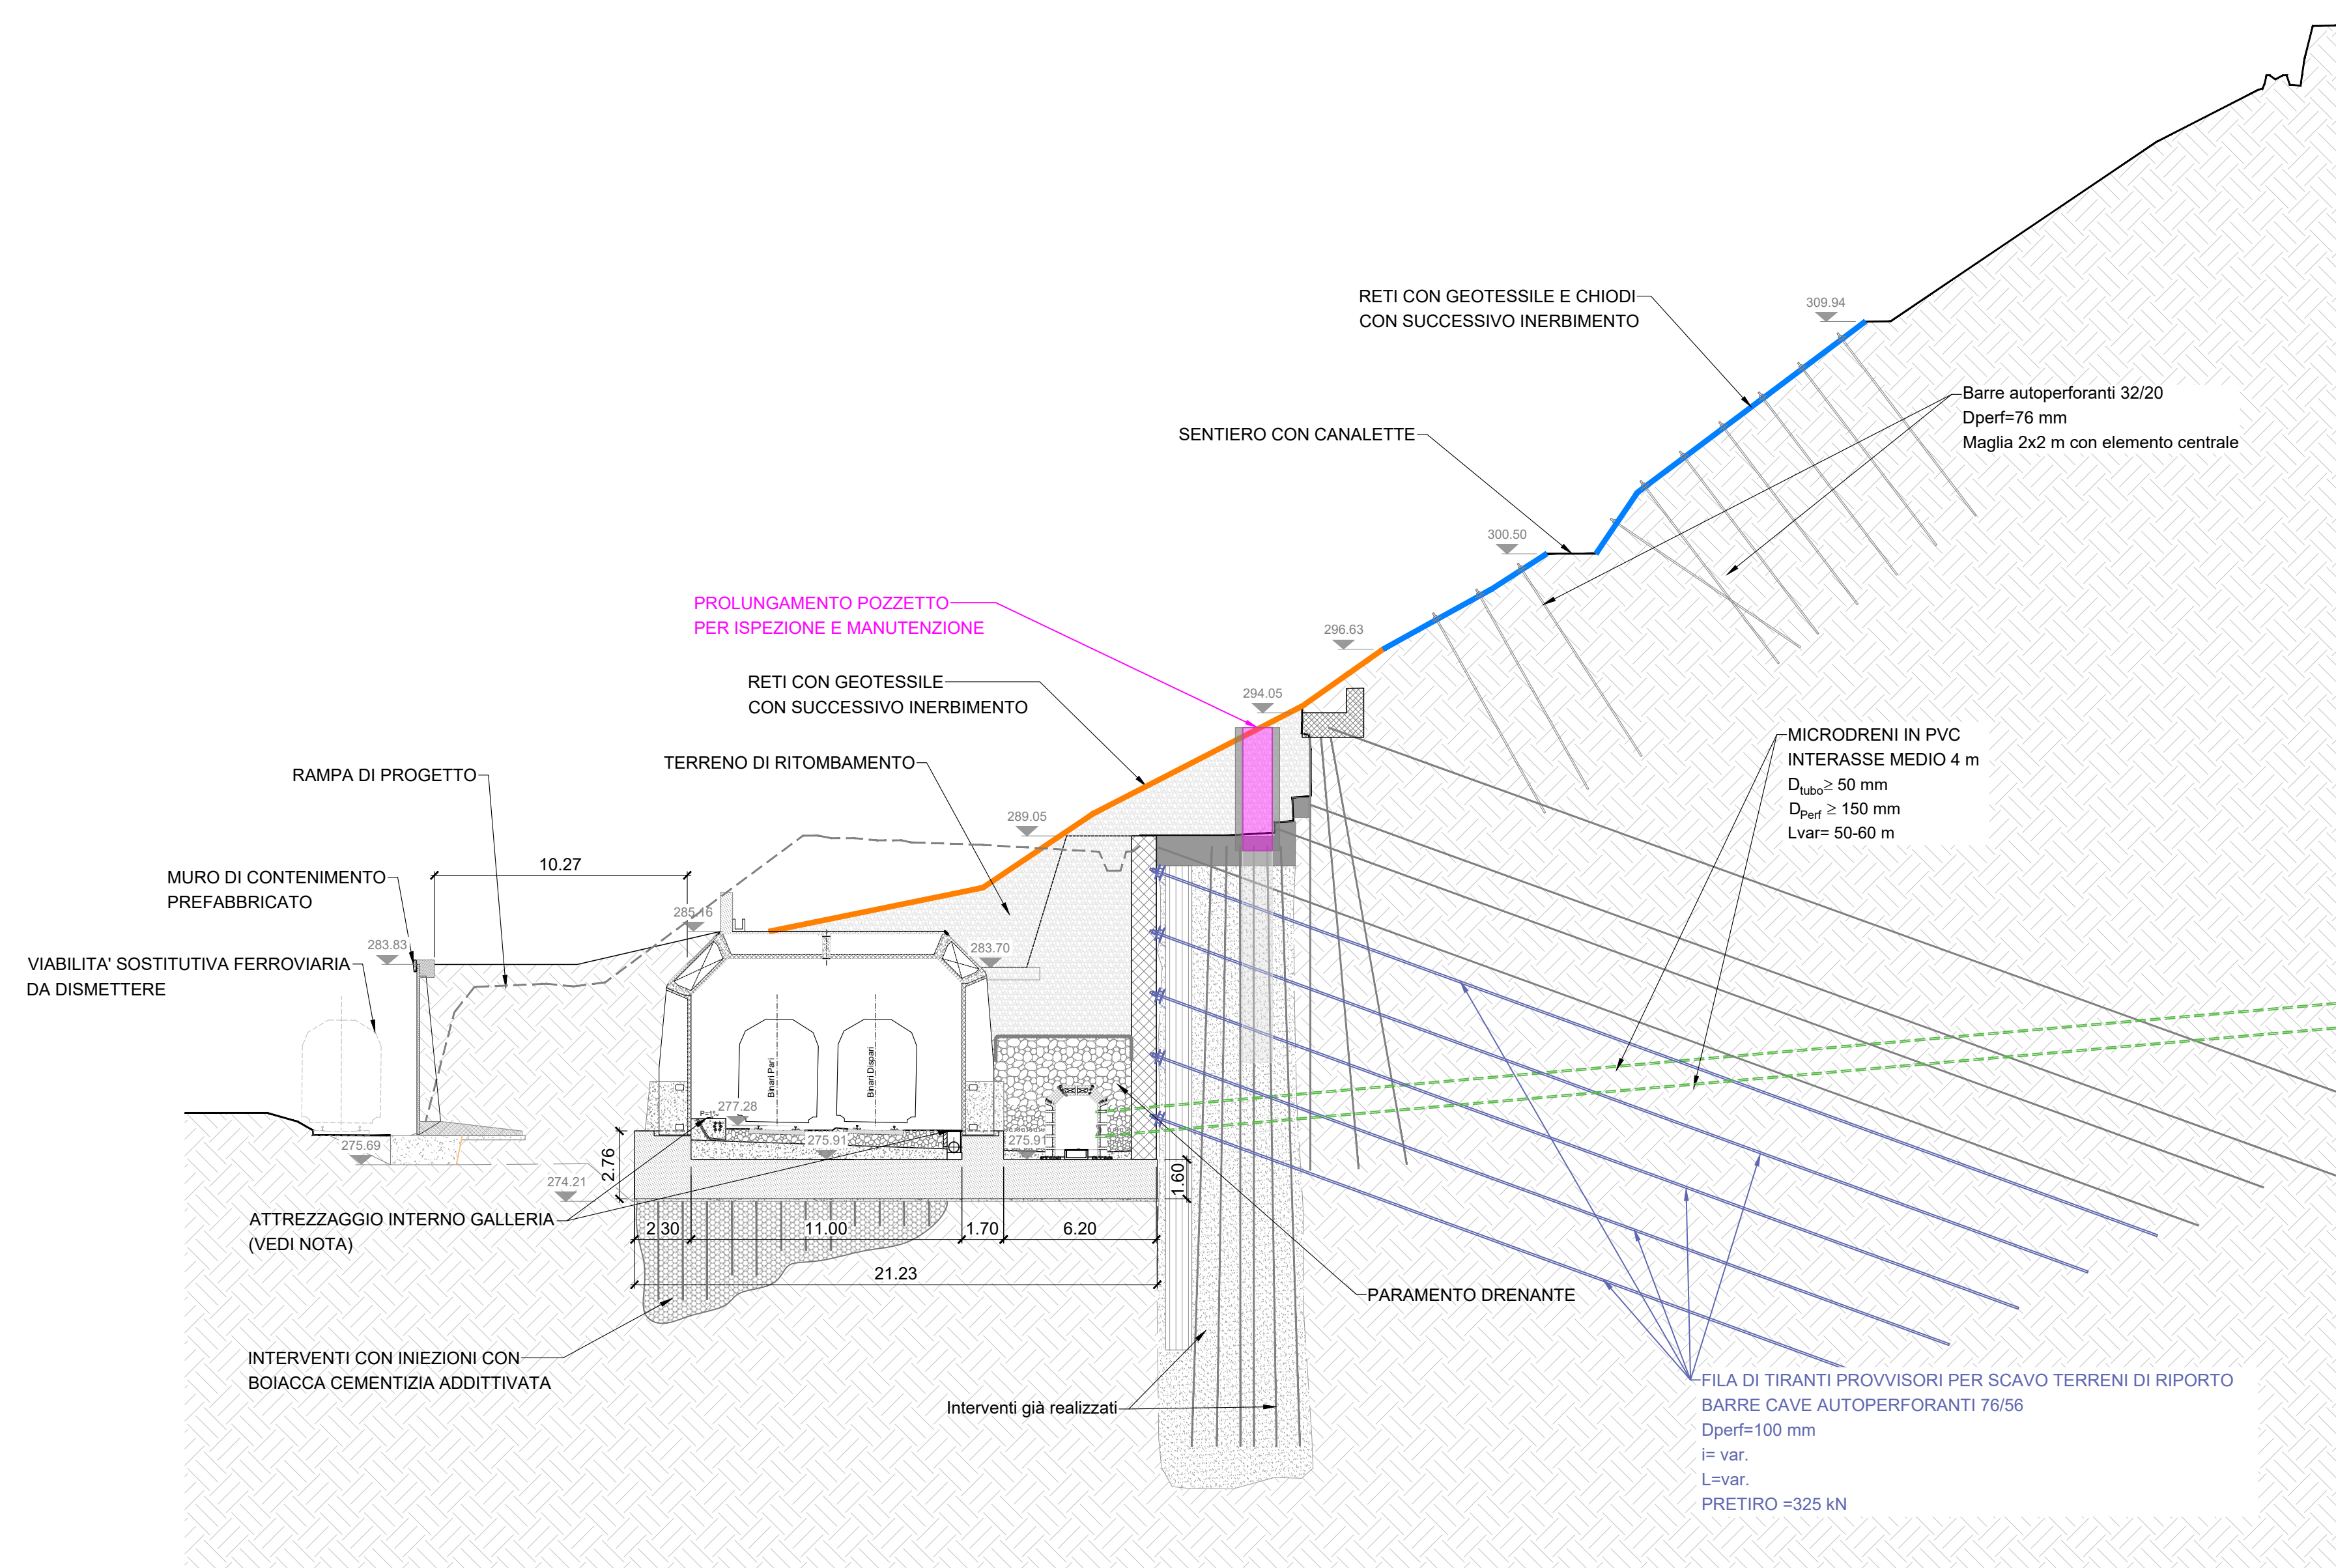 309.94
RETI CON GEOTESSILE E CHIODI
CON SUCCESSIVO INERBIMENTO
Barre autoperforanti 32/20
Dperf=76 mm
Maglia 2x2 m con elemento centrale
SENTIERO CON CANALETTE
300.50
PROLUNGAMENTO POZZETTO
PER ISPEZIONE E MANUTENZIONE
296.63
RETI CON GEOTESSILE
CON SUCCESSIVO INERBIMENTO
294.05
MICRODRENI IN PVC
INTERASSE MEDIO 4 m
Dtubo≥ 50 mm
DPerf ≥ 150 mm
Lvar= 50-60 m
TERRENO DI RITOMBAMENTO
RAMPA DI PROGETTO
289.05
10.27
MURO DI CONTENIMENTO
PREFABBRICATO
285.16
283.83
283.70
VIABILITA' SOSTITUTIVA FERROVIARIA
DA DISMETTERE
Binari Pari
Binari Dispari
277.28
P=1%
275.69
275.91
275.91
2.76
1.60
274.21
ATTREZZAGGIO INTERNO GALLERIA
(VEDI NOTA)
2.30
11.00
1.70
6.20
21.23
PARAMENTO DRENANTE
INTERVENTI CON INIEZIONI CON
BOIACCA CEMENTIZIA ADDITTIVATA
Interventi già realizzati
FILA DI TIRANTI PROVVISORI PER SCAVO TERRENI DI RIPORTO
BARRE CAVE AUTOPERFORANTI 76/56
Dperf=100 mm
i= var.
L=var.
PRETIRO =325 kN